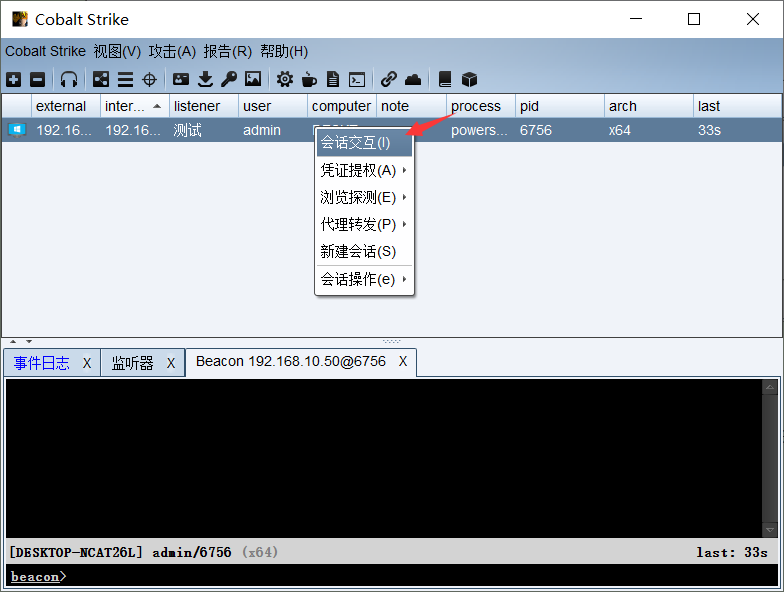 Cobalt Strike
Cobalt Strike 视图(V) 攻击(A) 报告(R) 帮助(H)
external inter... listener user computer note process pid arch last
192.16... 192.16... 测试 admin powers... 6756 x64 33s
会话交互(I)
凭证提权(A)
浏览探测(E)
代理转发(P)
新建会话(S)
会话操作(e)
事件日志 X 监听器 X Beacon 192.168.10.50@6756 X
[DESKTOP-NCAT26L] admin/6756 (x64) last: 33s
beacon>